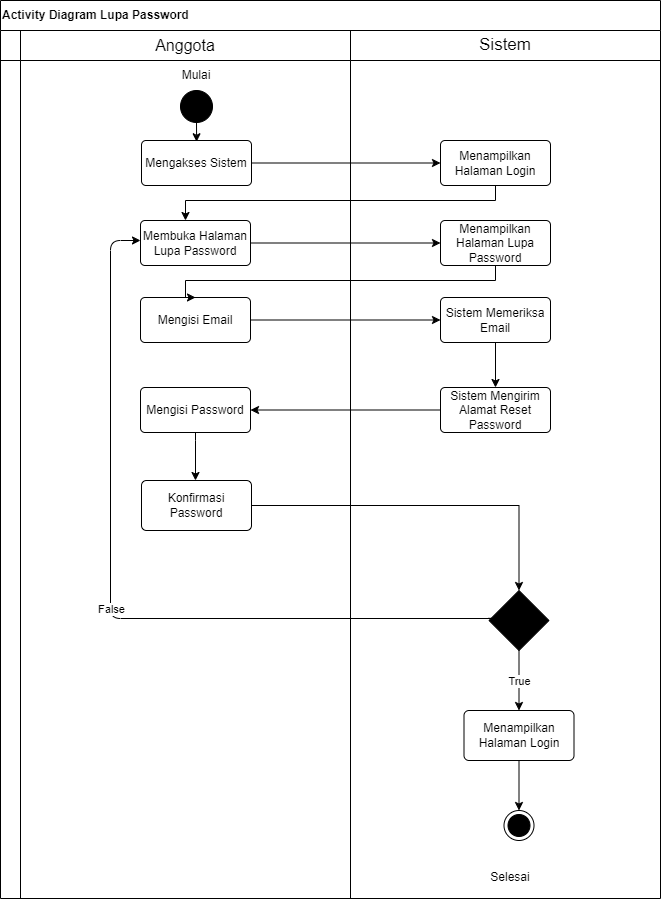 Activity Diagram Lupa Password
Anggota
Sistem
Mulai
Mengakses Sistem
Menampilkan
Halaman Login
Membuka Halaman
Lupa Password
Menampilkan
Halaman Lupa
Password
Mengisi Email
Sistem Memeriksa
Email
Mengisi Password
Sistem Mengirim
Alamat Reset
Password
Konfirmasi
Password
False
True
Menampilkan
Halaman Login
Selesai